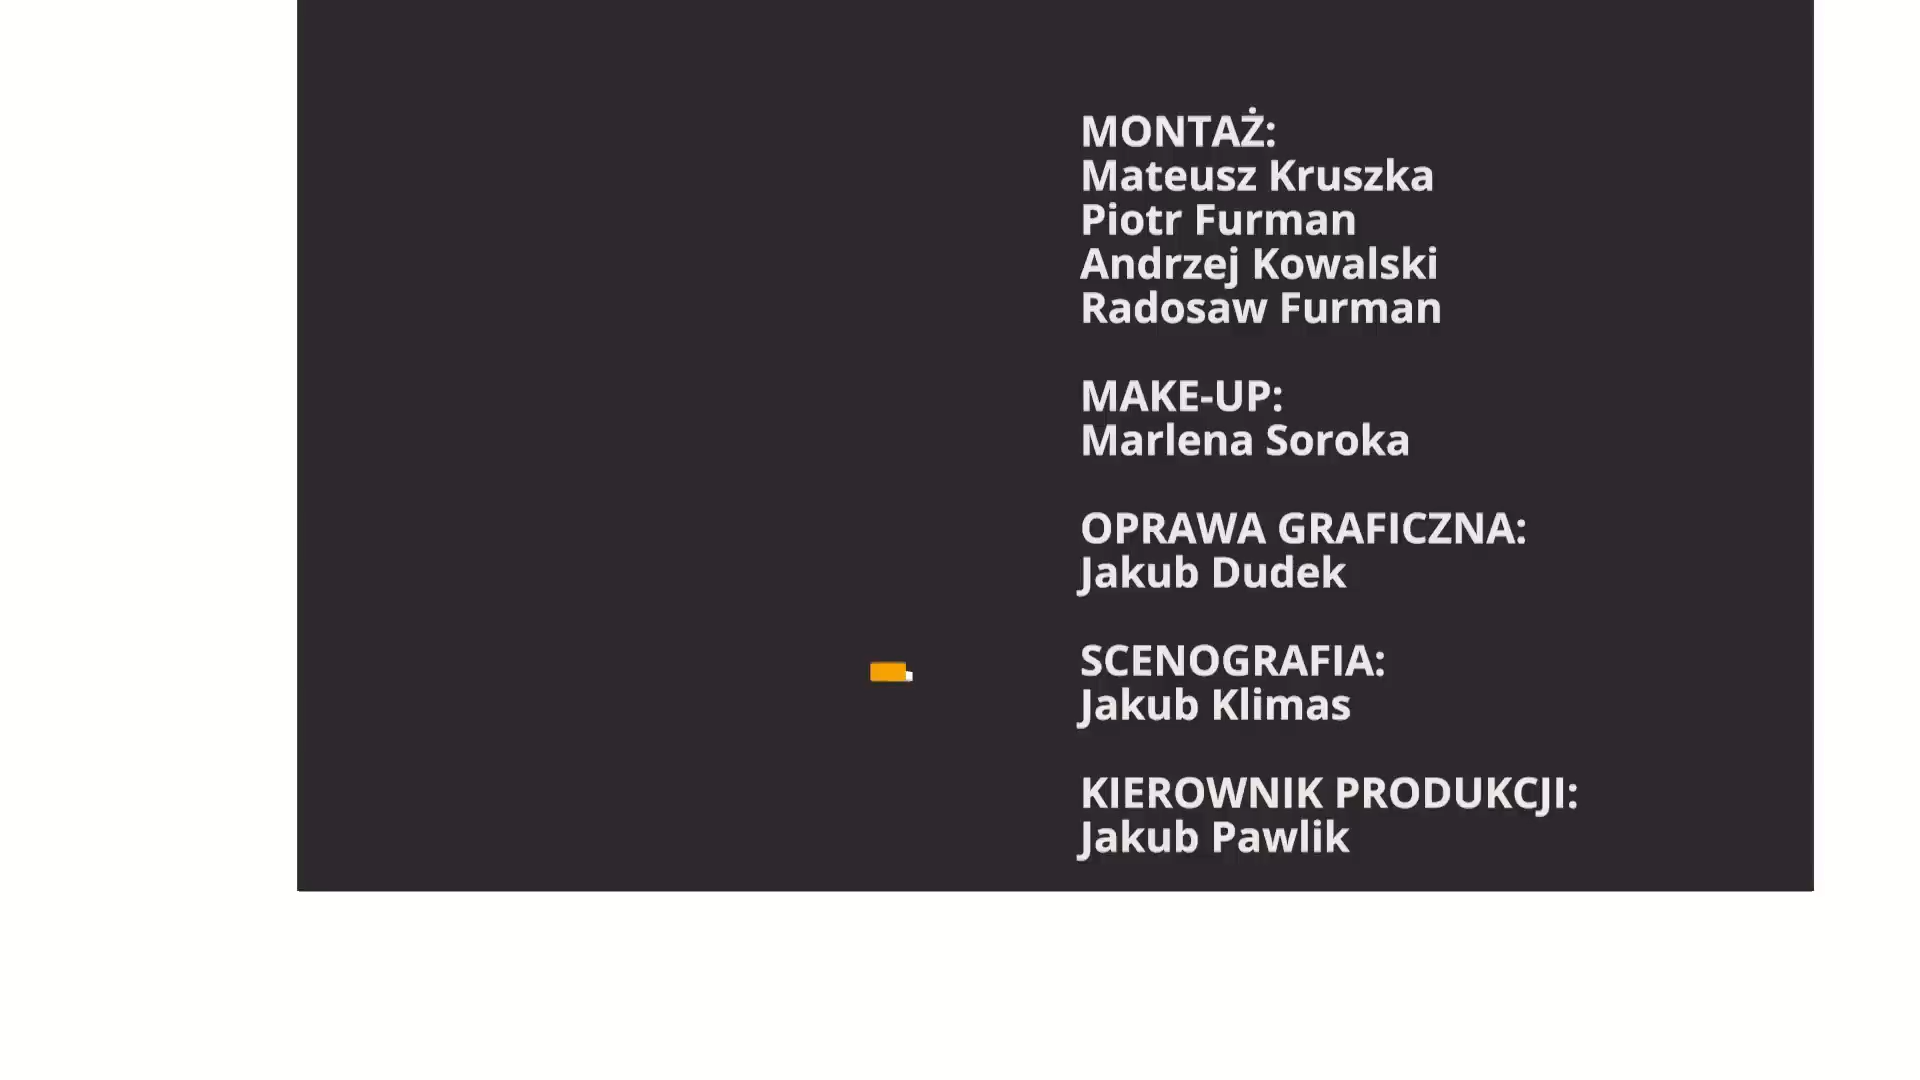 MONTAŻ:
Mateusz Kruszka
Piotr Furman
Andrzej Kowalski
Radosaw Furman
MAKE-UP:
Marlena Soroka
OPRAWA GRAFICZNA:
Jakub Dudek
SCENOGRAFIA:
Jakub Klimas
KIEROWNIK PRODUKCJI:
Jakub Pawlik